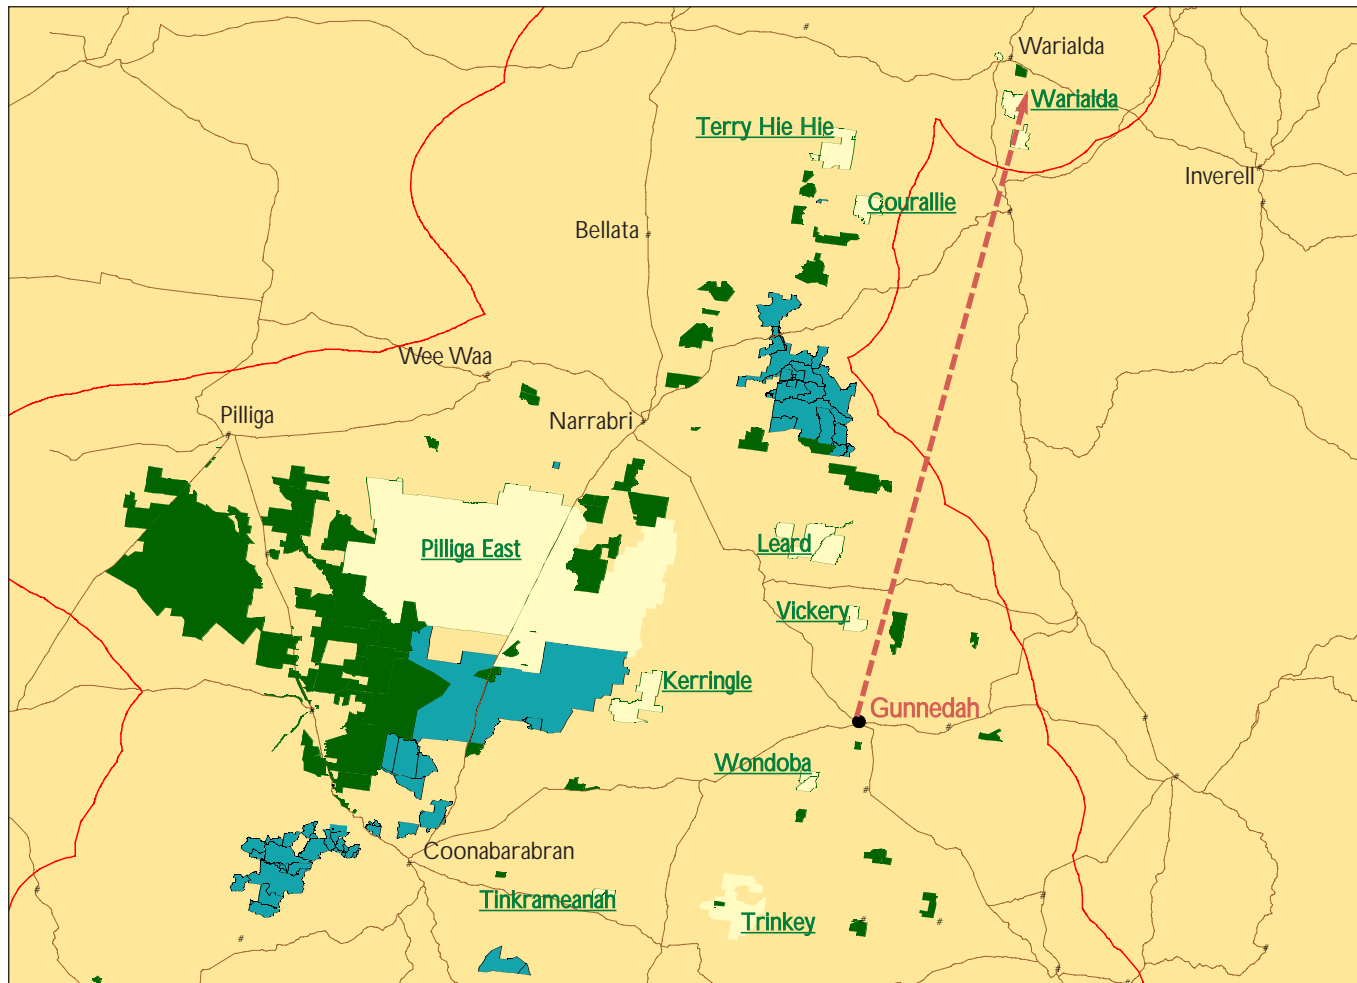 Warialda
Warialda
Terry Hie Hie
Inverell
Courallie
Bellata
Wee Waa
Pilliga
Narrabri
Pilliga East
Leard
Vickery
Kerringle
Gunnedah
Wondoba
Coonabarabran
Tinkrameanah
Trinkey